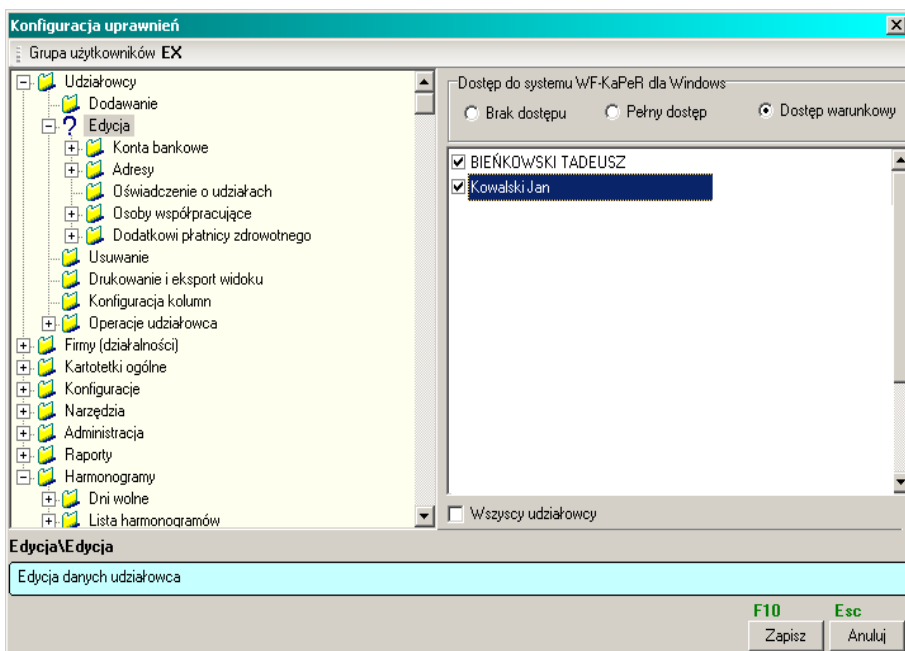 Konfiguracja uprawnień
Grupa użytkowników EX
Udziałowcy
Dodawanie
Edycja
Konta bankowe
Adresy
Oświadczenie o udziałach
Osoby współpracujące
Dodatkowi płatnicy zdrowotnego
Usuwanie
Drukowanie i eksport widoku
Konfiguracja kolumn
Operacje udziałowca
Firmy (działalności)
Kartotetki ogólne
Konfiguracje
Narzędzia
Administracja
Raporty
Harmonogramy
Dni wolne
Lista harmonogramów
Dostęp do systemu WF-KaPeR dla Windows
Brak dostępu Pełny dostęp Dostęp warunkowy
BIEŃKOWSKI TADEUSZ
Kowalski Jan
Wszyscy udziałowcy
Edycja\Edycja
Edycja danych udziałowca
F10 Esc
Zapisz Anuluj